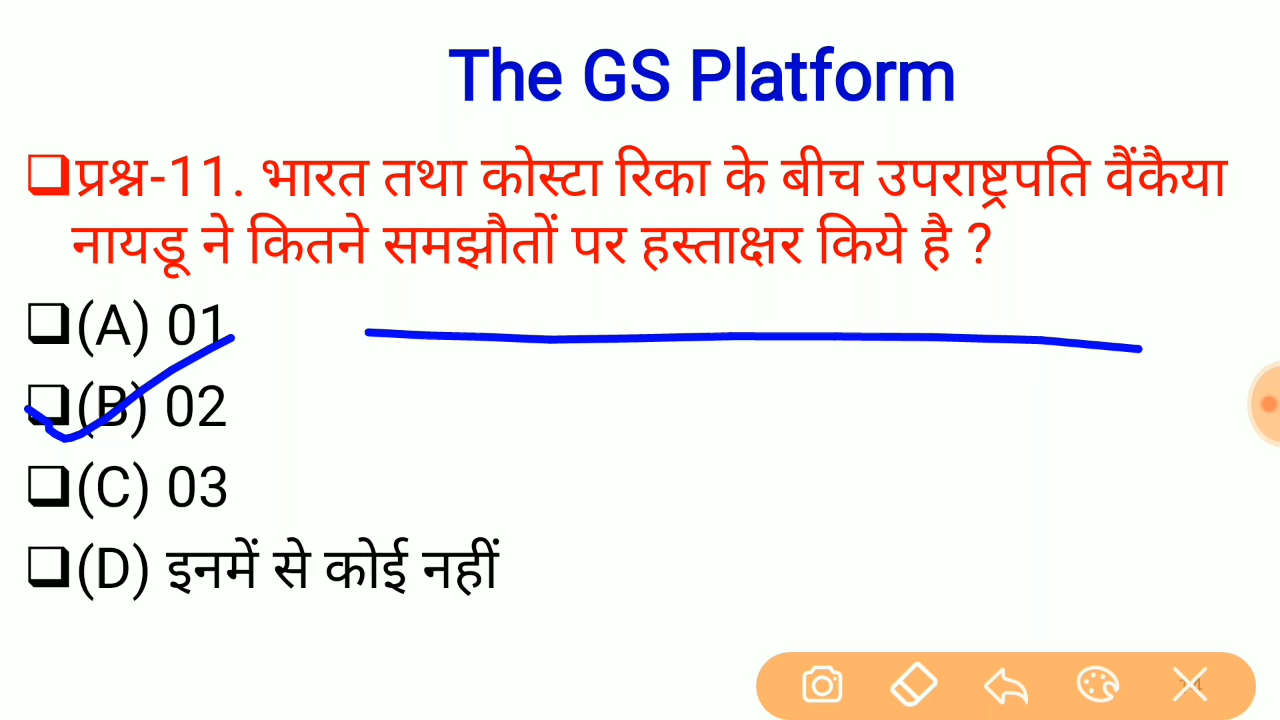 The GS Platform
❑प्रश्न-11. भारत तथा कोस्टा रिका के बीच उपराष्ट्रपति वैंकैया
नायडू ने कितने समझौतों पर हस्ताक्षर किये है ?
❑(A) 01
❑(B) 02
❑(C) 03
❑(D) इनमें से कोई नहीं